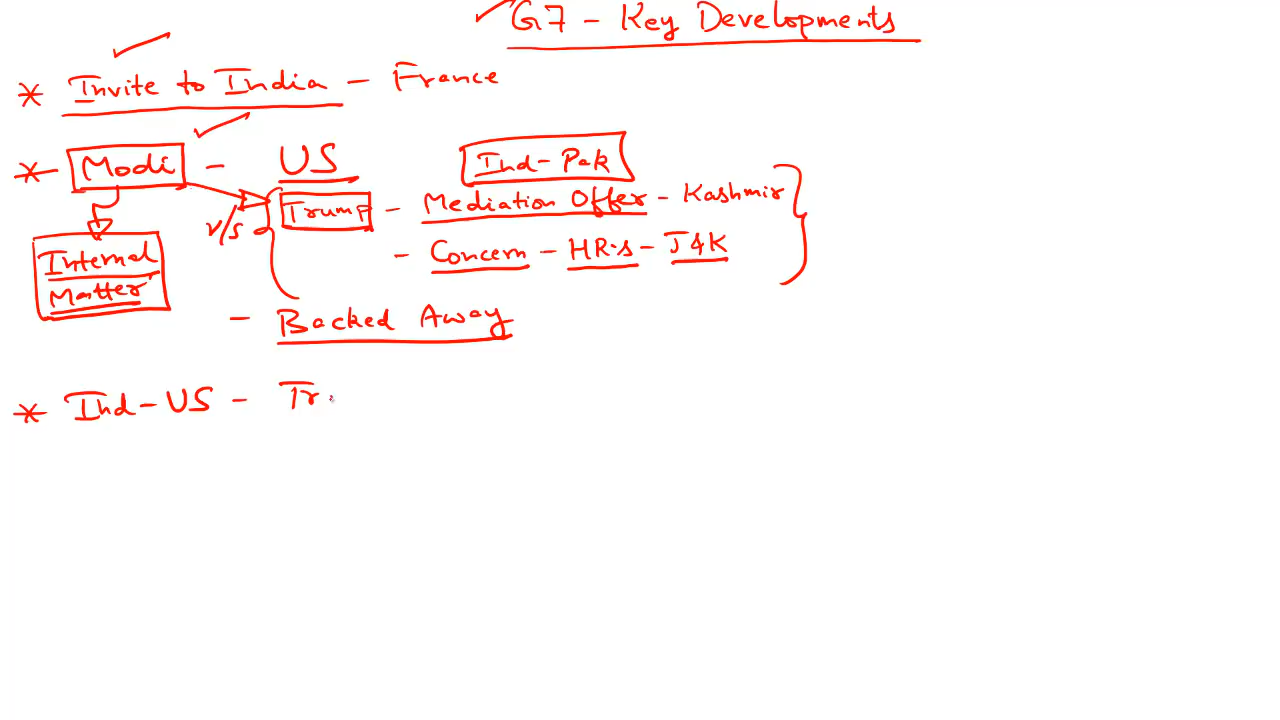 G7 - Key Developments
* Invite to India - France
* Modi - US Ind-Pak
v/s Trump - Mediation Offer - Kashmir
Internal Matter - Concern - HR's - J&K
- Backed Away
* Ind-US - Tr